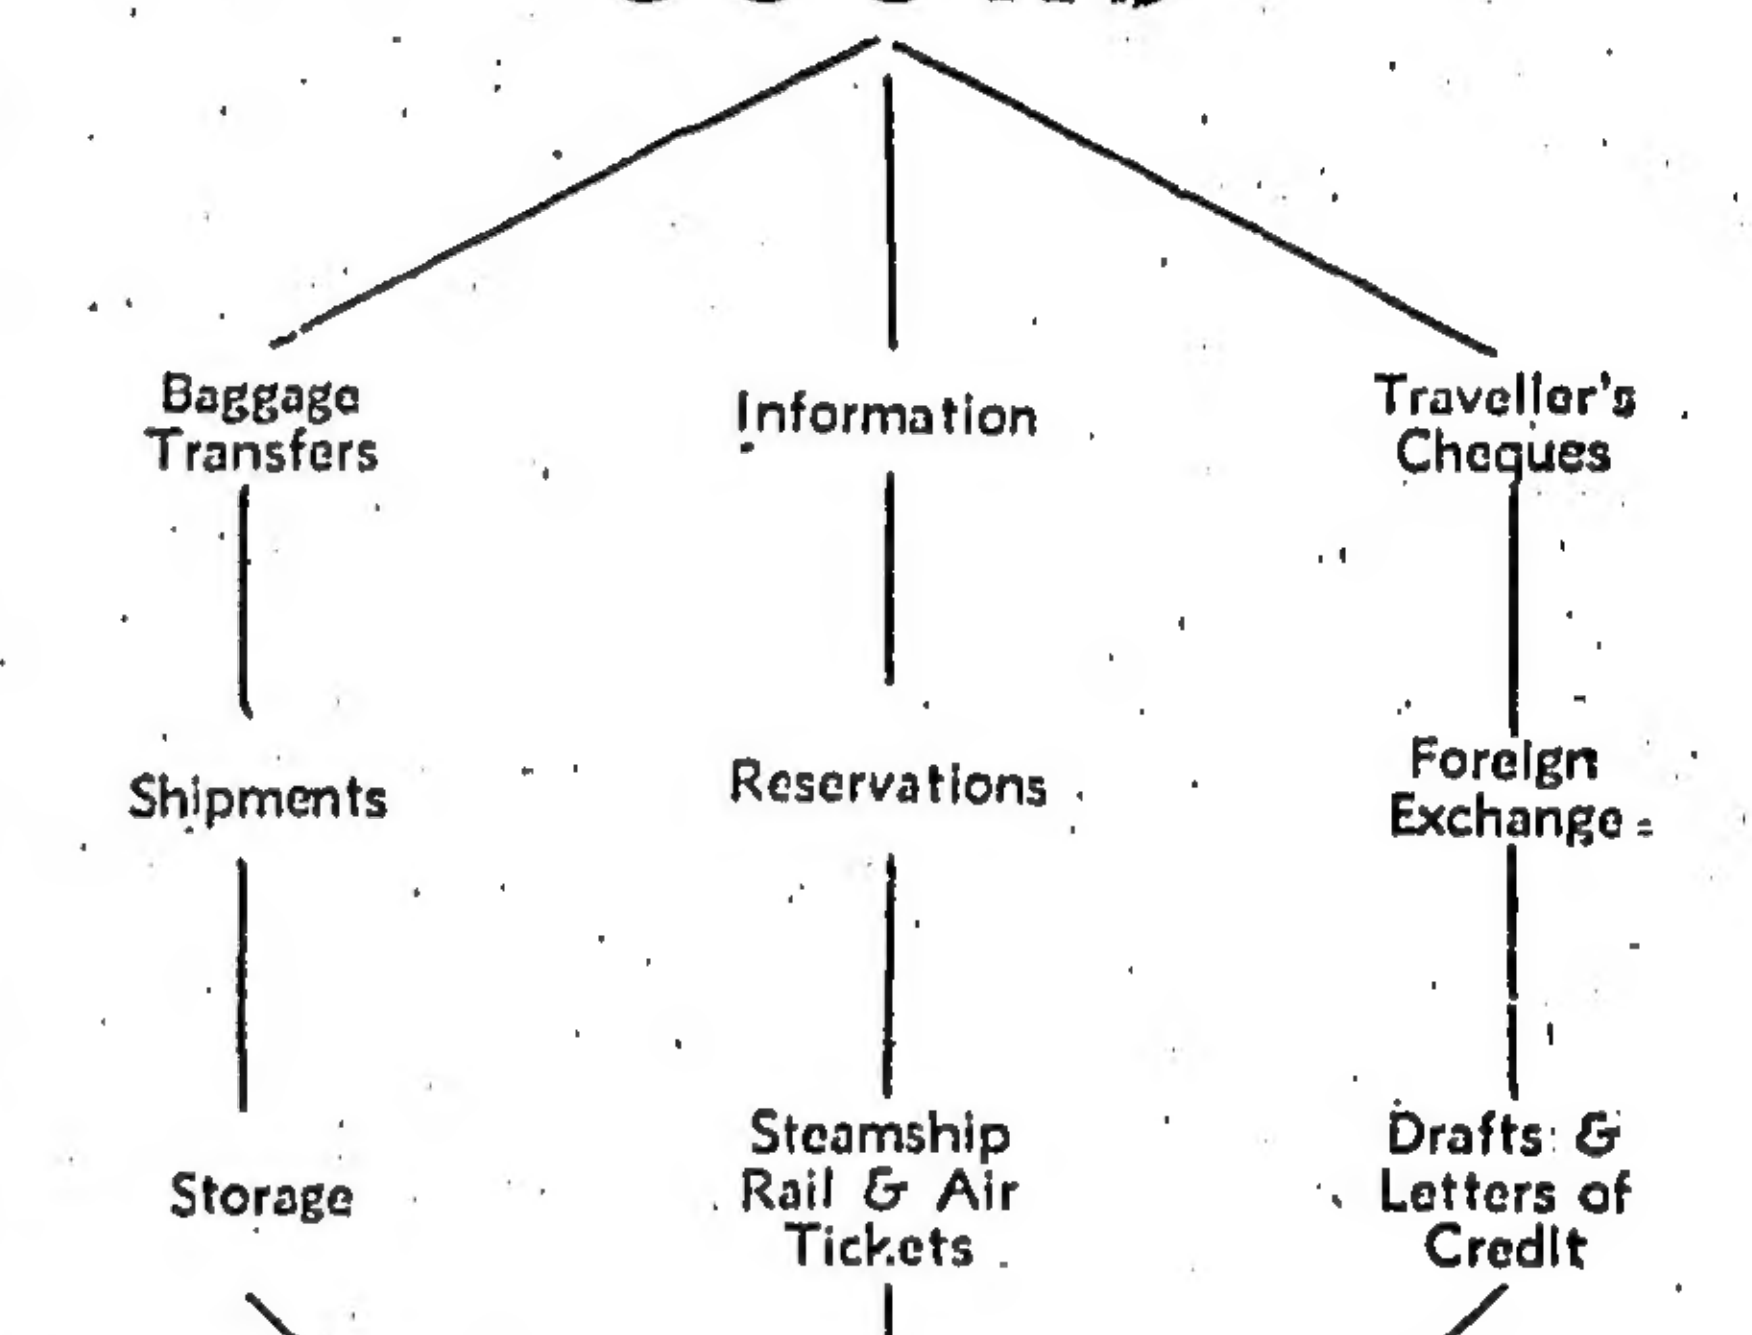 Baggage
Transfers
Information
Traveller's
Cheques
Shipments
Reservations
Foreign
Exchange
Storage
Steamship
Rail & Air
Tickets
Drafts &
Letters of
Credit